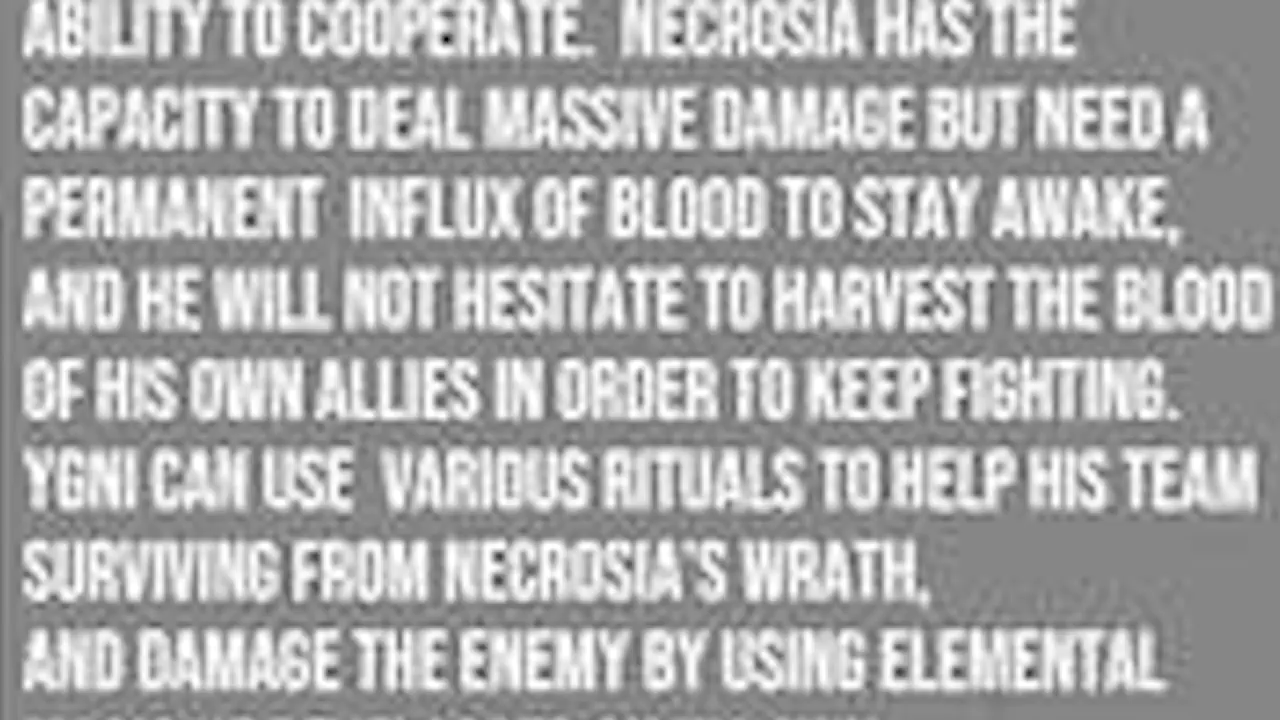 ABILITY TO COOPERATE.  NECROSIA HAS THE
CAPACITY TO DEAL MASSIVE DAMAGE BUT NEED A
PERMANENT  INFLUX OF BLOOD TO STAY AWAKE,
AND HE WILL NOT HESITATE TO HARVEST THE BLOOD
OF HIS OWN ALLIES IN ORDER TO KEEP FIGHTING.
YGNI CAN USE  VARIOUS RITUALS TO HELP HIS TEAM
SURVIVING FROM NECROSIA'S WRATH,
AND DAMAGE THE ENEMY BY USING ELEMENTAL